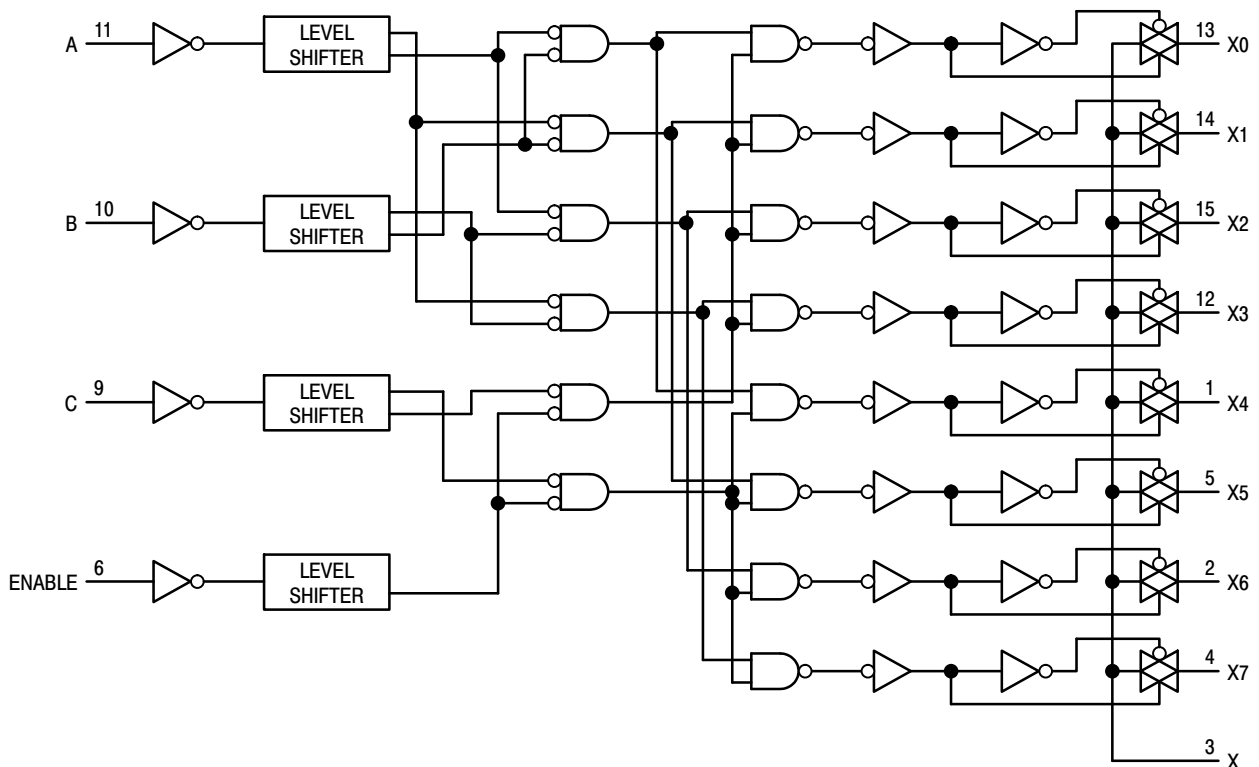 A 11 LEVEL SHIFTER 13 X0
14 X1
B 10 LEVEL SHIFTER 15 X2
12 X3
C 9 LEVEL SHIFTER 1 X4
5 X5
ENABLE 6 LEVEL SHIFTER 2 X6
4 X7
3 X